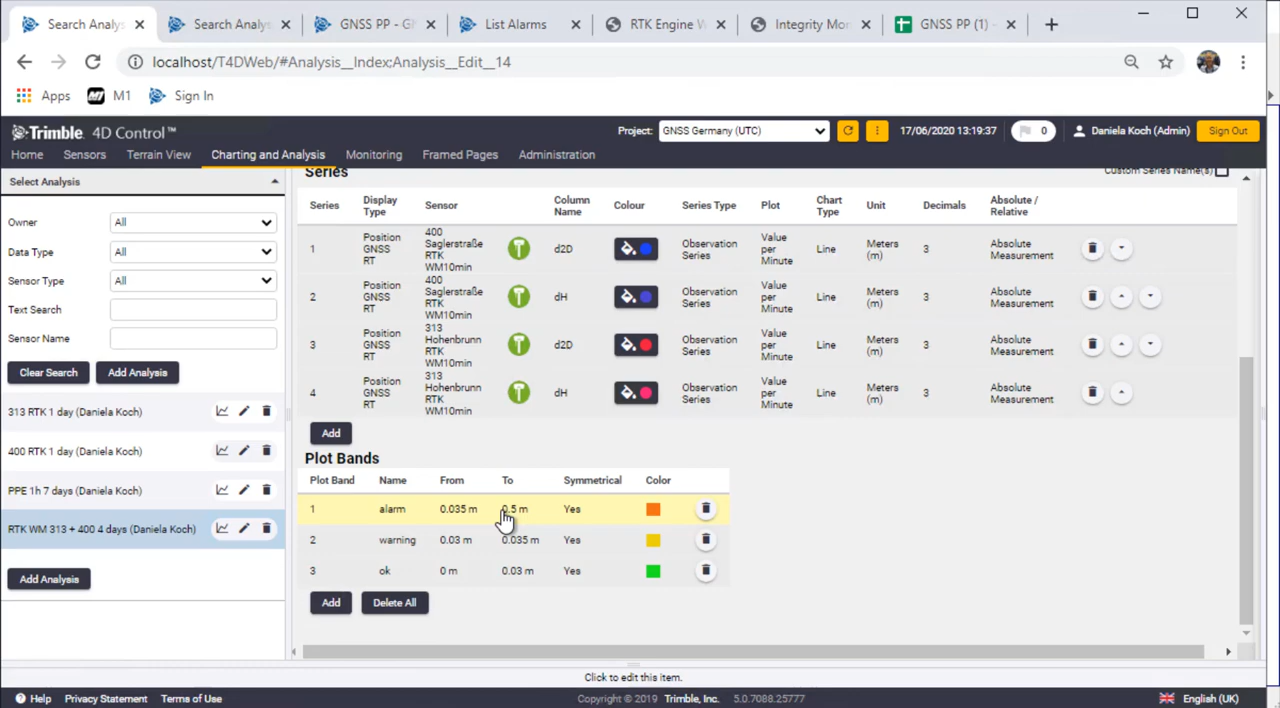 Search Analys
Search Analys
GNSS PP - G
List Alarms
RTK Engine W
Integrity Mon
GNSS PP (1) -
localhost/T4DWeb/#Analysis__Index:Analysis__Edit__14
Apps
M1
Sign In
Trimble 4D Control™
Project:
GNSS Germany (UTC)
17/06/2020 13:19:37
0
Daniela Koch (Admin)
Sign Out
Home
Sensors
Terrain View
Charting and Analysis
Monitoring
Framed Pages
Administration
Select Analysis
Owner
All
Data Type
All
Sensor Type
All
Text Search
Sensor Name
Clear Search
Add Analysis
313 RTK 1 day (Daniela Koch)
400 RTK 1 day (Daniela Koch)
PPE 1h 7 days (Daniela Koch)
RTK WM 313 + 400 4 days (Daniela Koch)
Add Analysis
Series
Custom Series Name(s)
Series
Display
Type
Sensor
Column
Name
Colour
Series Type
Plot
Chart
Type
Unit
Decimals
Absolute /
Relative
1
Position
GNSS
RT
400
Saglerstraße
RTK
WM10min
d2D
Observation
Series
Value
per
Minute
Line
Meters
(m)
3
Absolute
Measurement
2
Position
GNSS
RT
400
Saglerstraße
RTK
WM10min
dH
Observation
Series
Value
per
Minute
Line
Meters
(m)
3
Absolute
Measurement
3
Position
GNSS
RT
313
Hohenbrunn
RTK
WM10min
d2D
Observation
Series
Value
per
Minute
Line
Meters
(m)
3
Absolute
Measurement
4
Position
GNSS
RT
313
Hohenbrunn
RTK
WM10min
dH
Observation
Series
Value
per
Minute
Line
Meters
(m)
3
Absolute
Measurement
Add
Plot Bands
Plot Band
Name
From
To
Symmetrical
Color
1
alarm
0.035 m
0.5 m
Yes
2
warning
0.03 m
0.035 m
Yes
3
ok
0 m
0.03 m
Yes
Add
Delete All
Click to edit this item.
Help
Privacy Statement
Terms of Use
Copyright © 2019 Trimble, Inc. 5.0.7088.25777
English (UK)